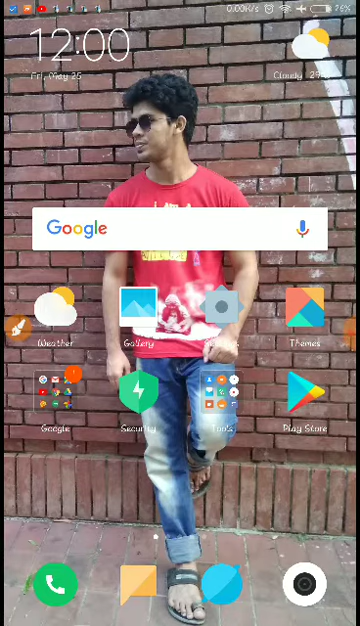 0.00K/s 76%
12:00
Fri, May 25
Cloudy
Google
Weather Gallery Themes
Google Security Tools Play Store